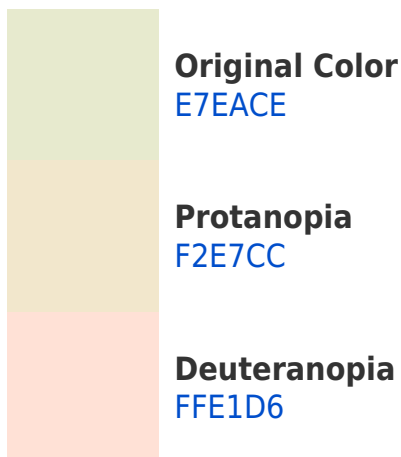 Original Color
E7EACE
Protanopia
F2E7CC
Deuteranopia
FFE1D6